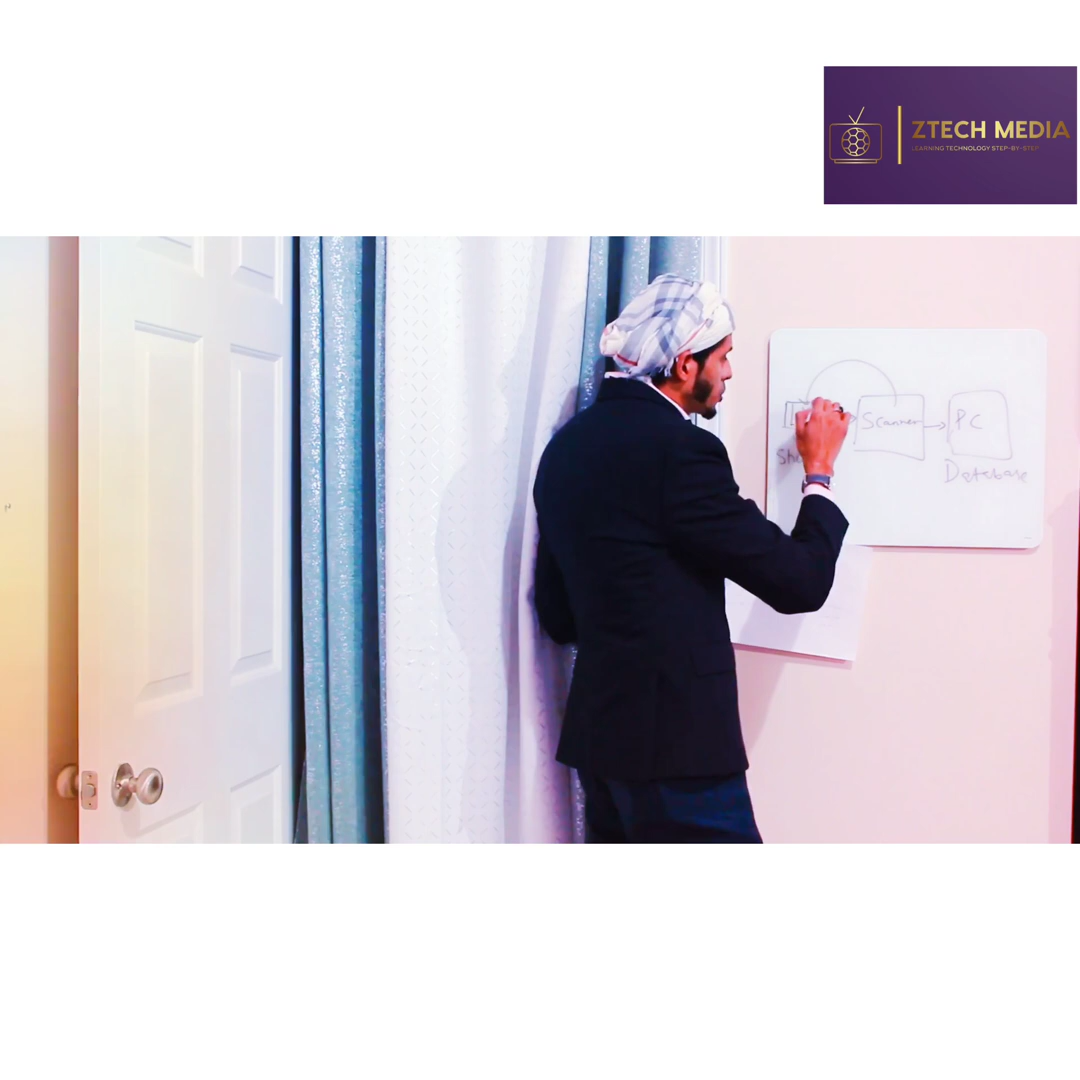 ZTECH MEDIA
LEARNING TECHNOLOGY STEP-BY-STEP
Scanner
PC
Database